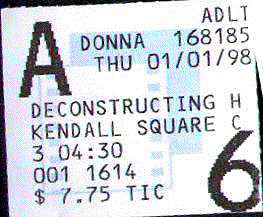 ADLT
A DONNA 168185
THU 01/01/98
DECONSTRUCTING H
KENDALL SQUARE C
3 04:30
001 1614
$ 7.75 TIC
6